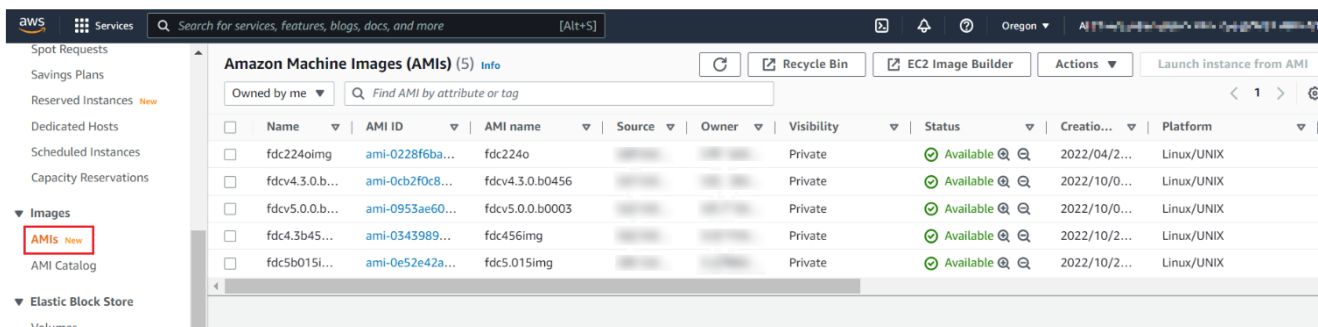 aws Services Search for services, features, blogs, docs, and more [Alt+S] Oregon
Spot Requests
Savings Plans
Reserved Instances New
Dedicated Hosts
Scheduled Instances
Capacity Reservations
Images
AMIs New
AMI Catalog
Elastic Block Store
Volumes
Amazon Machine Images (AMIs) (5) Info Recycle Bin EC2 Image Builder Actions Launch instance from AMI
Owned by me Find AMI by attribute or tag 1
Name AMI ID AMI name Source Owner Visibility Status Creatio... Platform
fdc224oimg ami-0228f6ba... fdc224o Private Available 2022/04/2... Linux/UNIX
fdcv4.3.0.b... ami-0cb2f0c8... fdcv4.3.0.b0456 Private Available 2022/10/0... Linux/UNIX
fdcv5.0.0.b... ami-0953ae60... fdcv5.0.0.b0003 Private Available 2022/10/0... Linux/UNIX
fdc4.3b45... ami-0343989... fdc456img Private Available 2022/10/2... Linux/UNIX
fdc5b015i... ami-0e52e42a... fdc5.015img Private Available 2022/10/2... Linux/UNIX